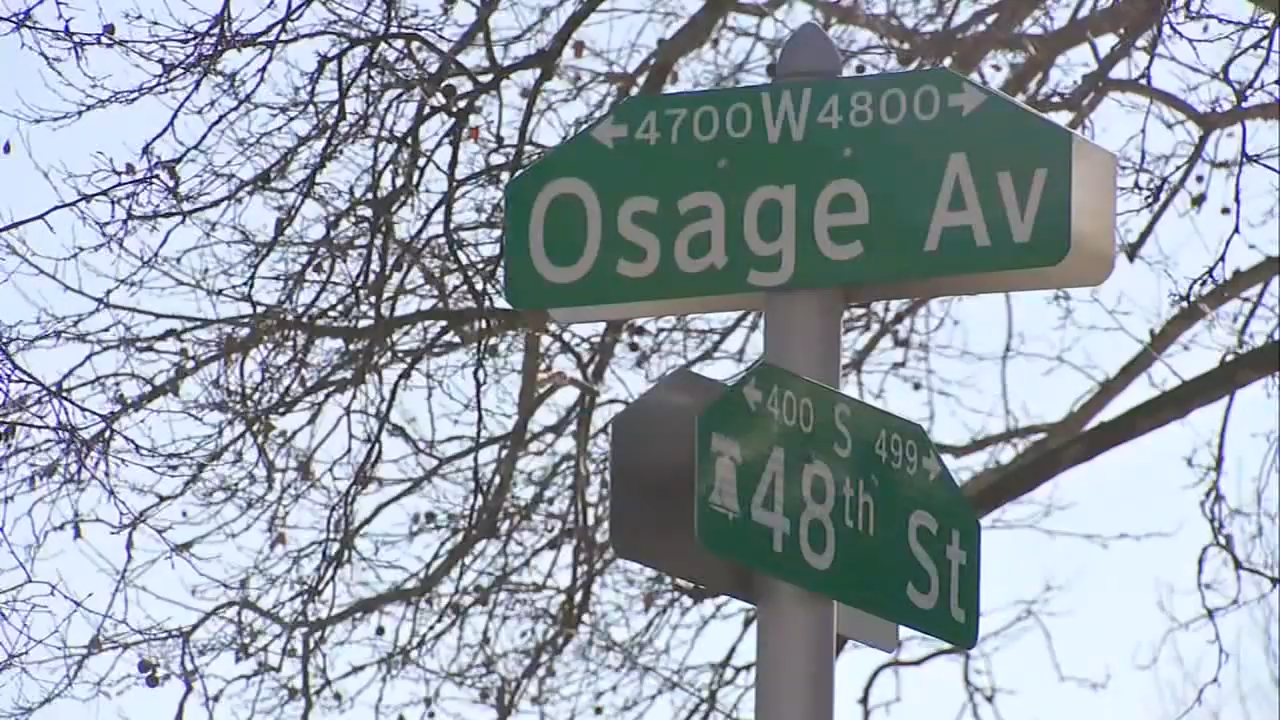 ← 4700 W 4800 →
Osage Av
← 400 S 499 →
48th St